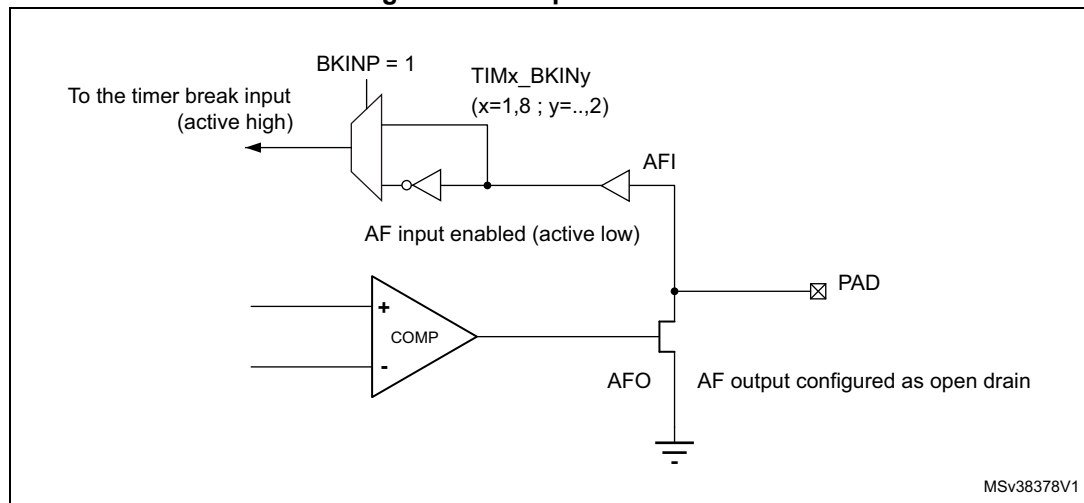 BKINP = 1
TIMx_BKINy
(x=1,8 ; y=..,2)
To the timer break input
(active high)
AFI
AF input enabled (active low)
PAD
+
COMP
-
AFO
AF output configured as open drain
MSv38378V1